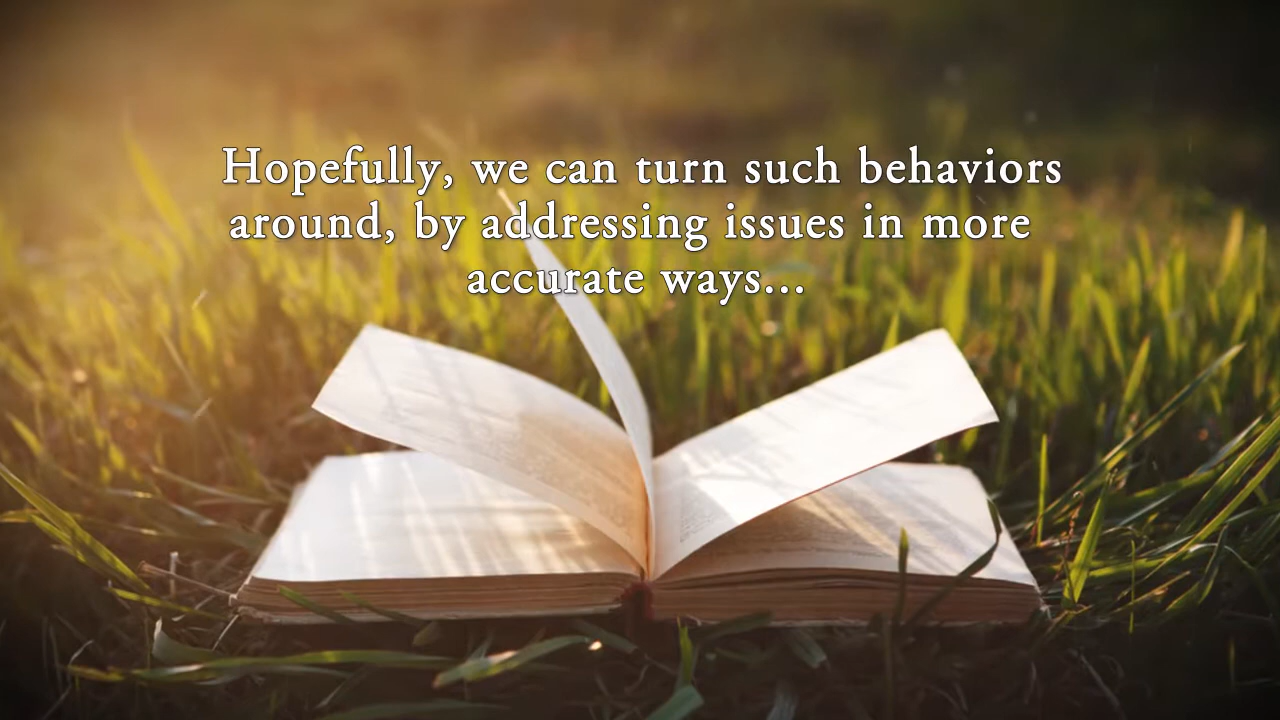 Hopefully, we can turn such behaviors
around, by addressing issues in more
accurate ways...